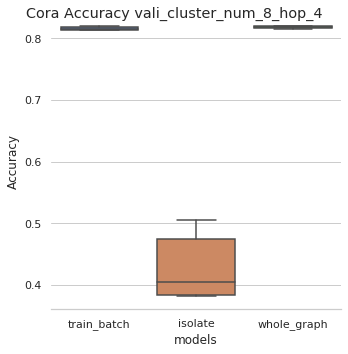 Cora Accuracy vali_cluster_num_8_hop_4
0.8
0.7
0.6
0.5
0.4
Accuracy
train_batch isolate whole_graph
models